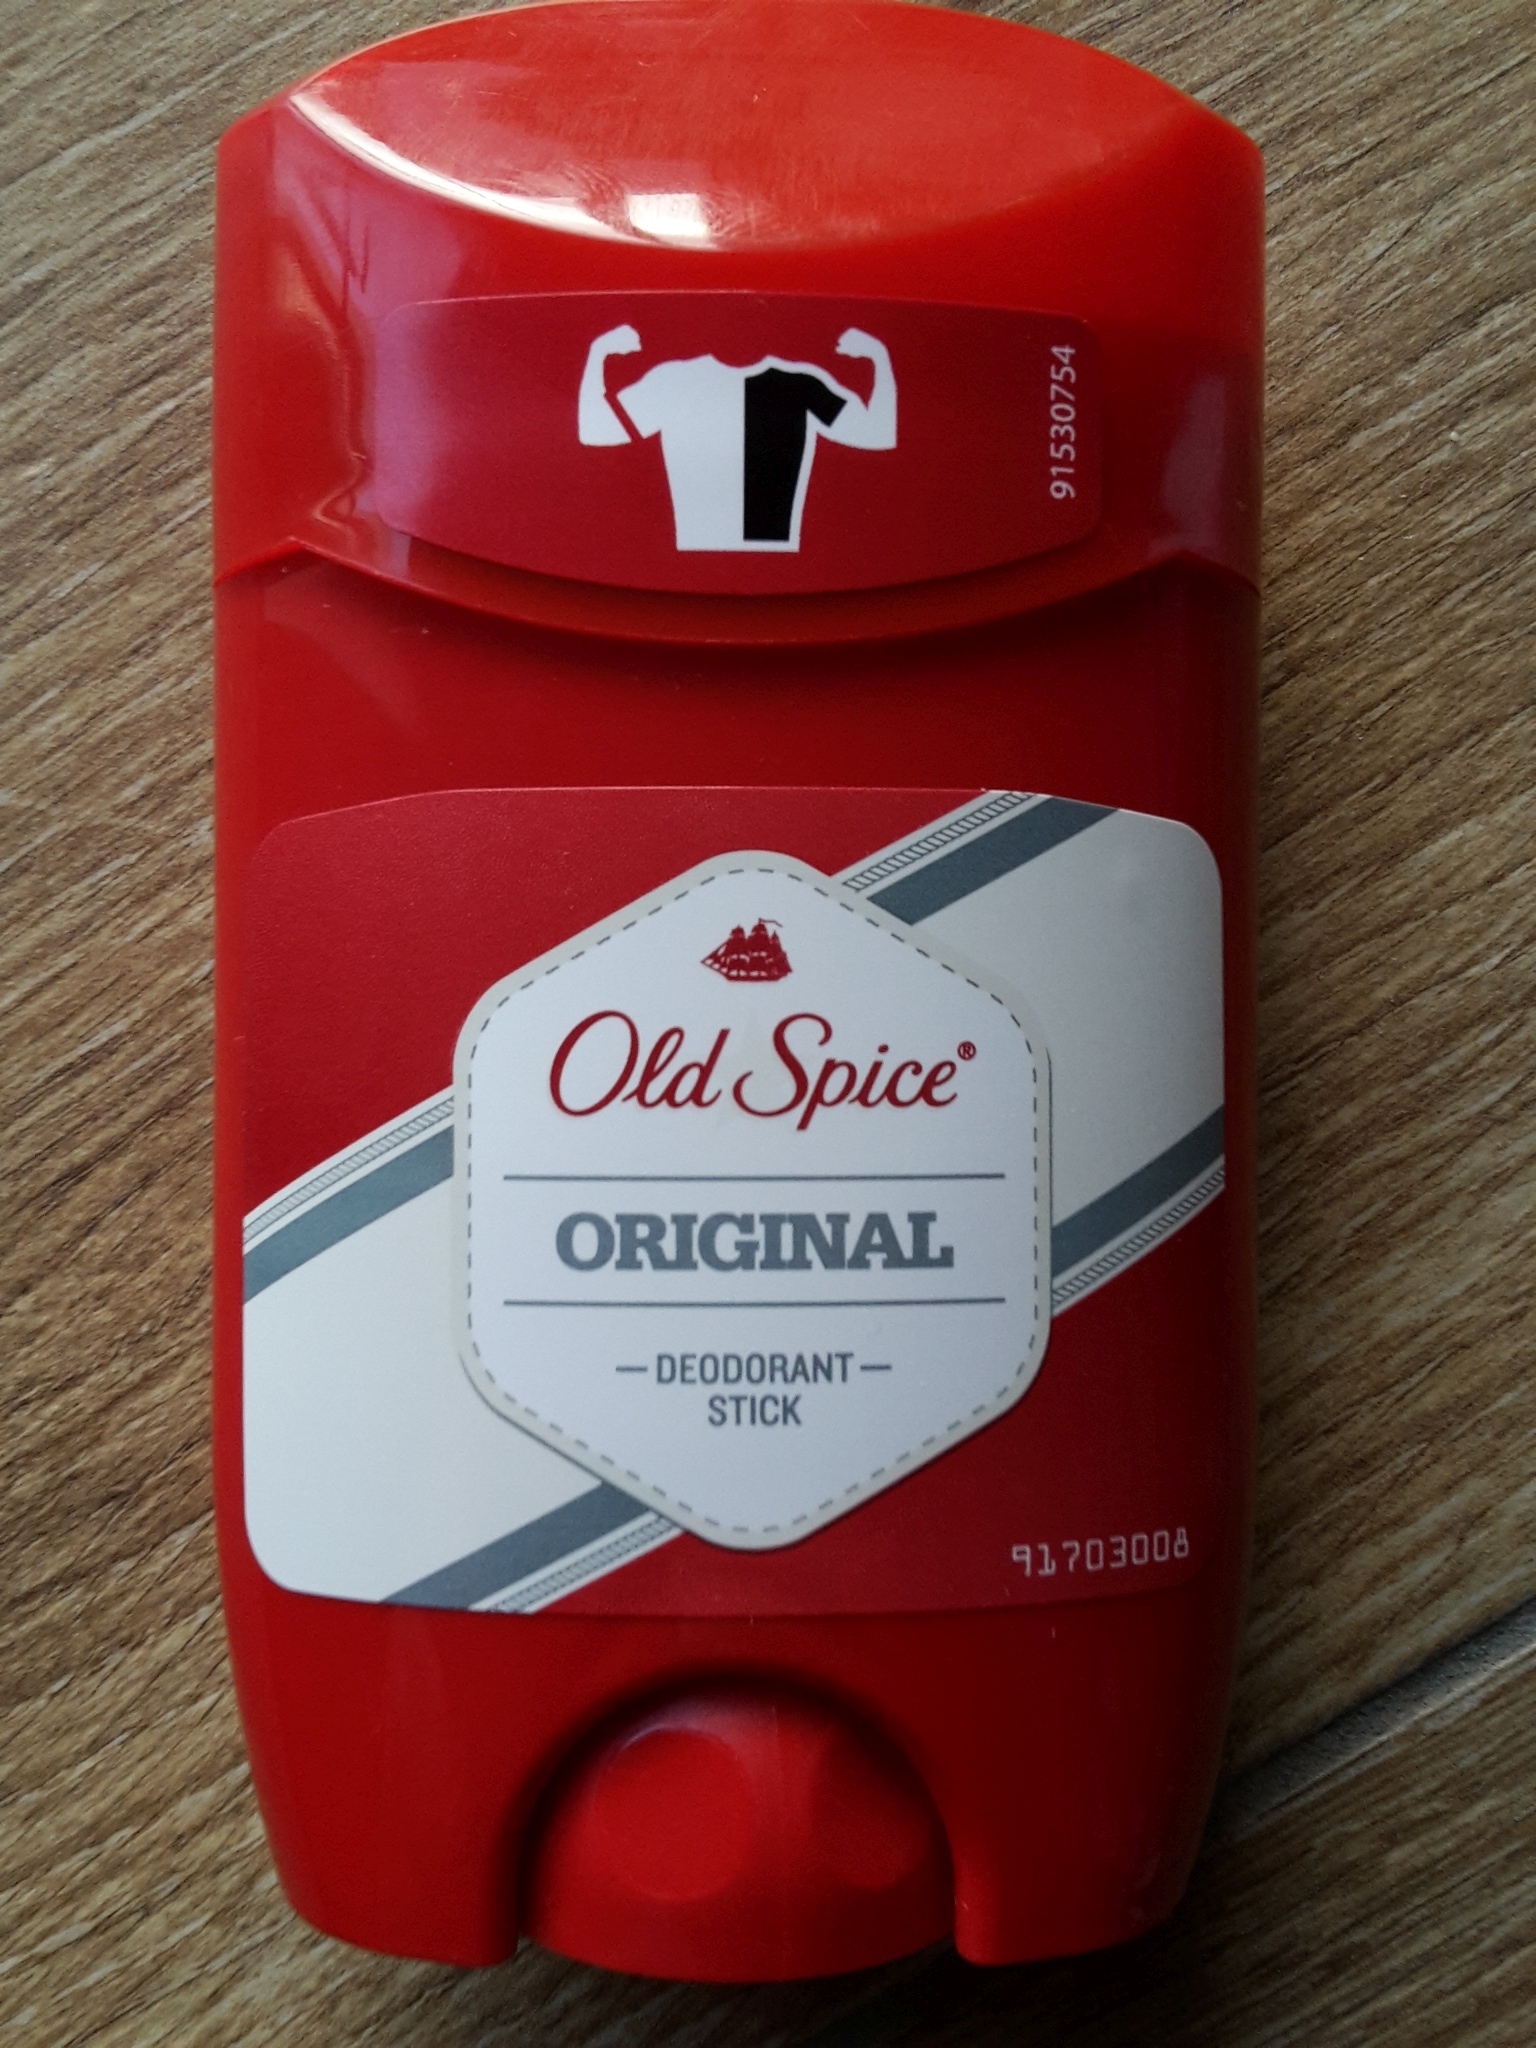 91530754
Old Spice®
ORIGINAL
— DEODORANT —
STICK
91703008